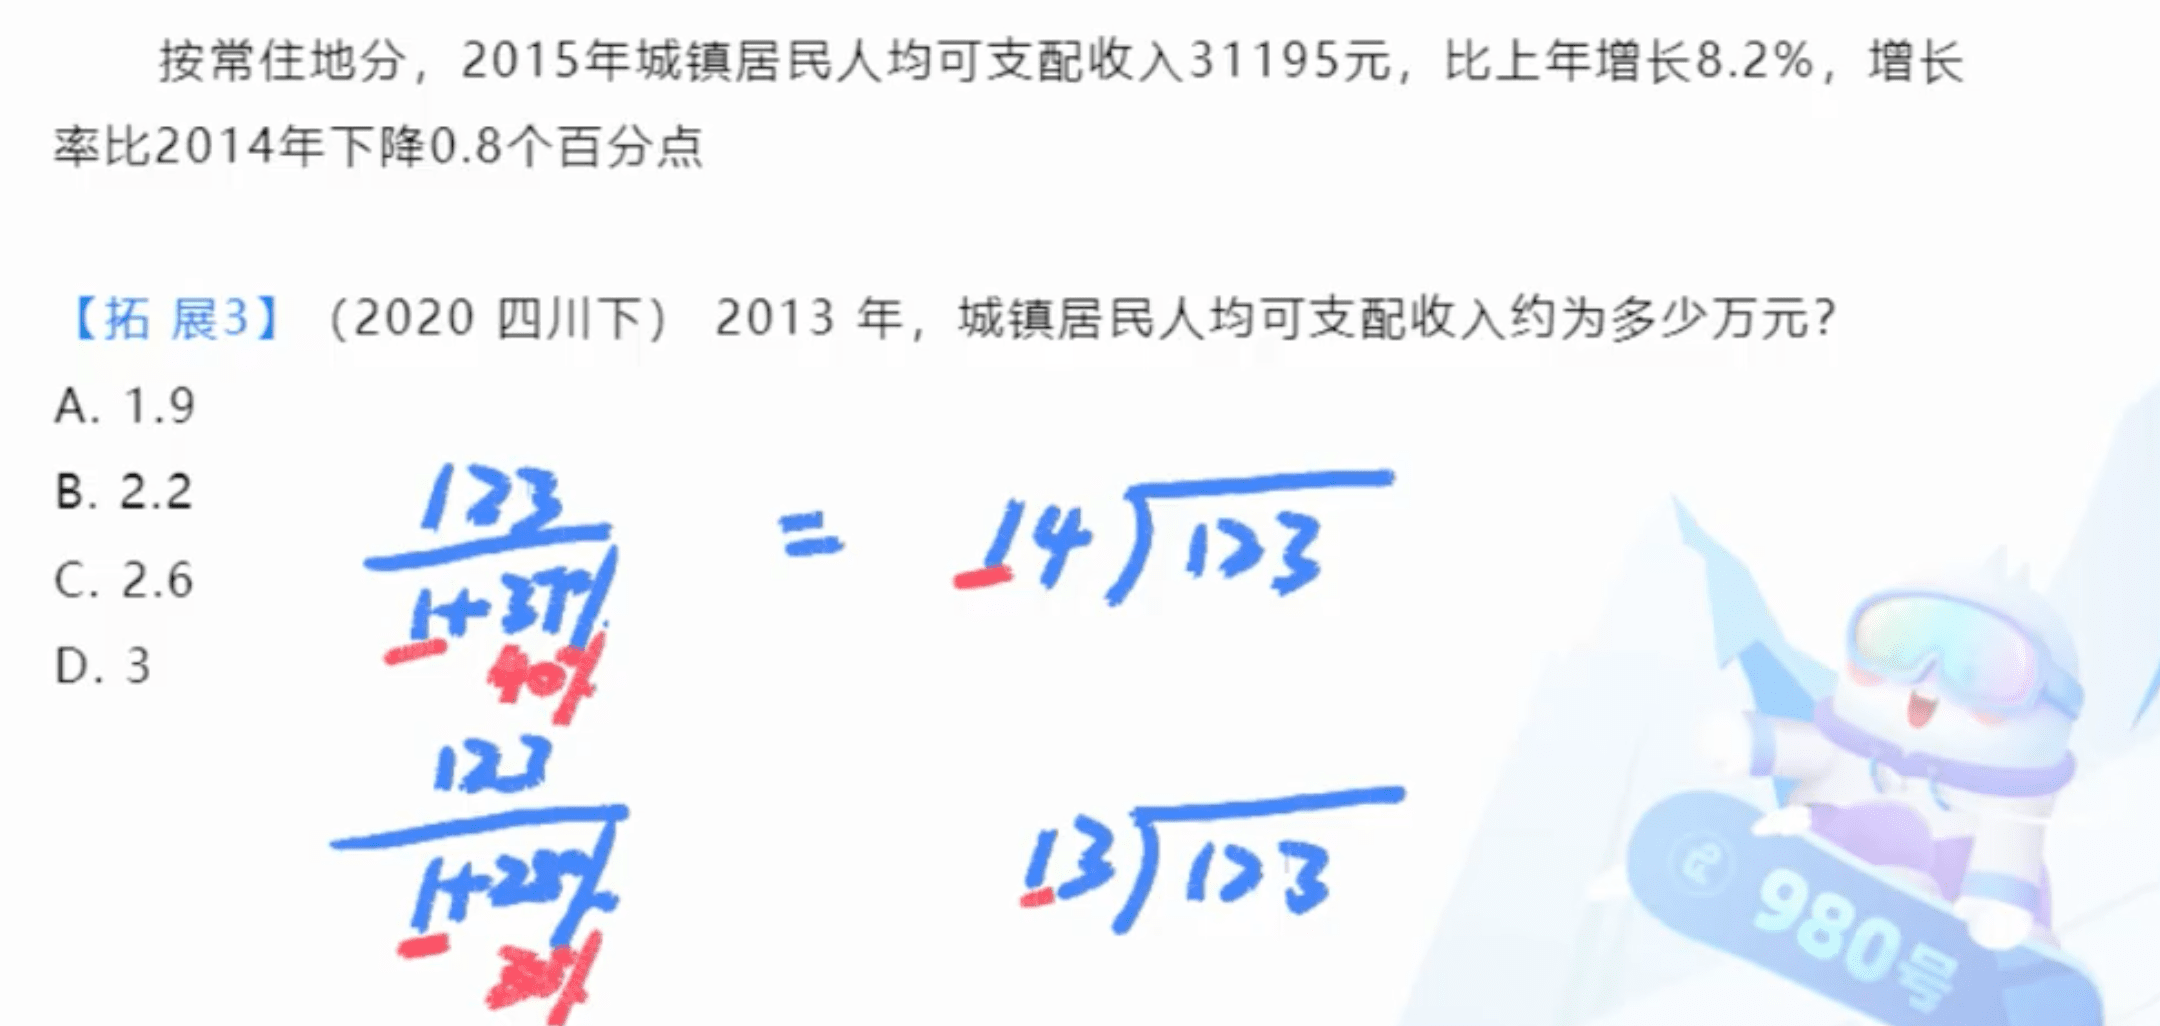 按常住地分，2015年城镇居民人均可支配收入31195元，比上年增长8.2%，增长
率比2014年下降0.8个百分点
【拓 展3】（2020 四川下） 2013 年，城镇居民人均可支配收入约为多少万元？
A. 1.9
B. 2.2
C. 2.6
D. 3
123
1+37%
40%
=
14
123
123
1+28%
13
123
980号